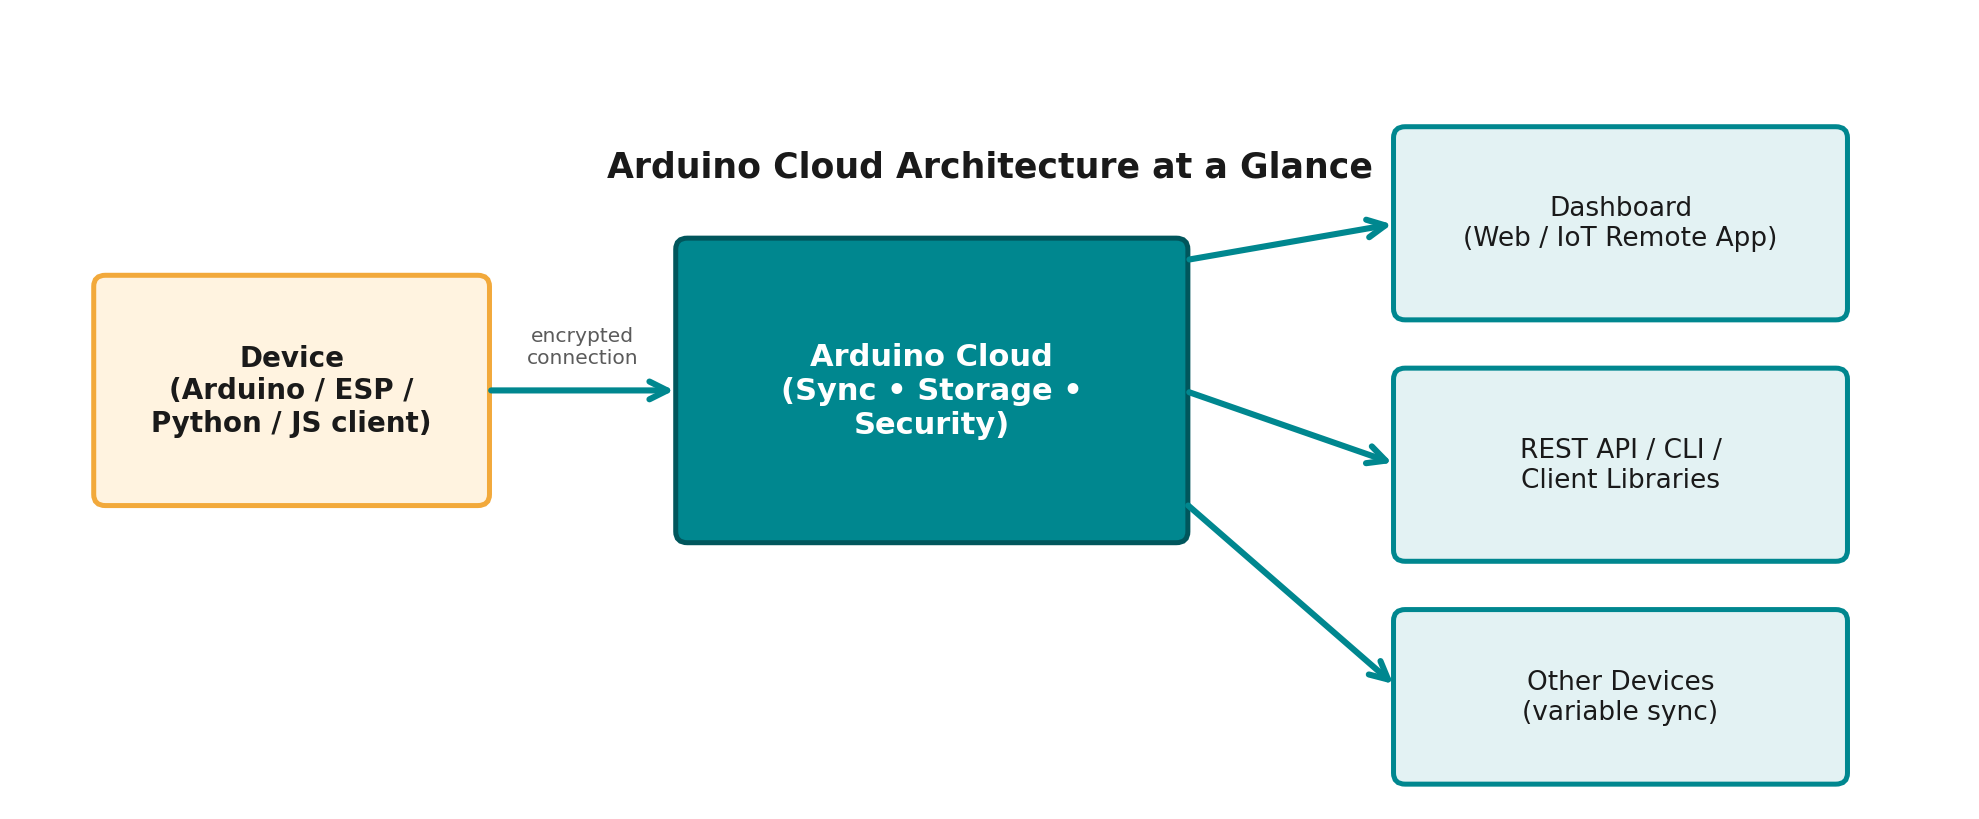 Arduino Cloud Architecture at a Glance
Device
(Arduino / ESP /
Python / JS client)
encrypted
connection
Arduino Cloud
(Sync • Storage •
Security)
Dashboard
(Web / IoT Remote App)
REST API / CLI /
Client Libraries
Other Devices
(variable sync)